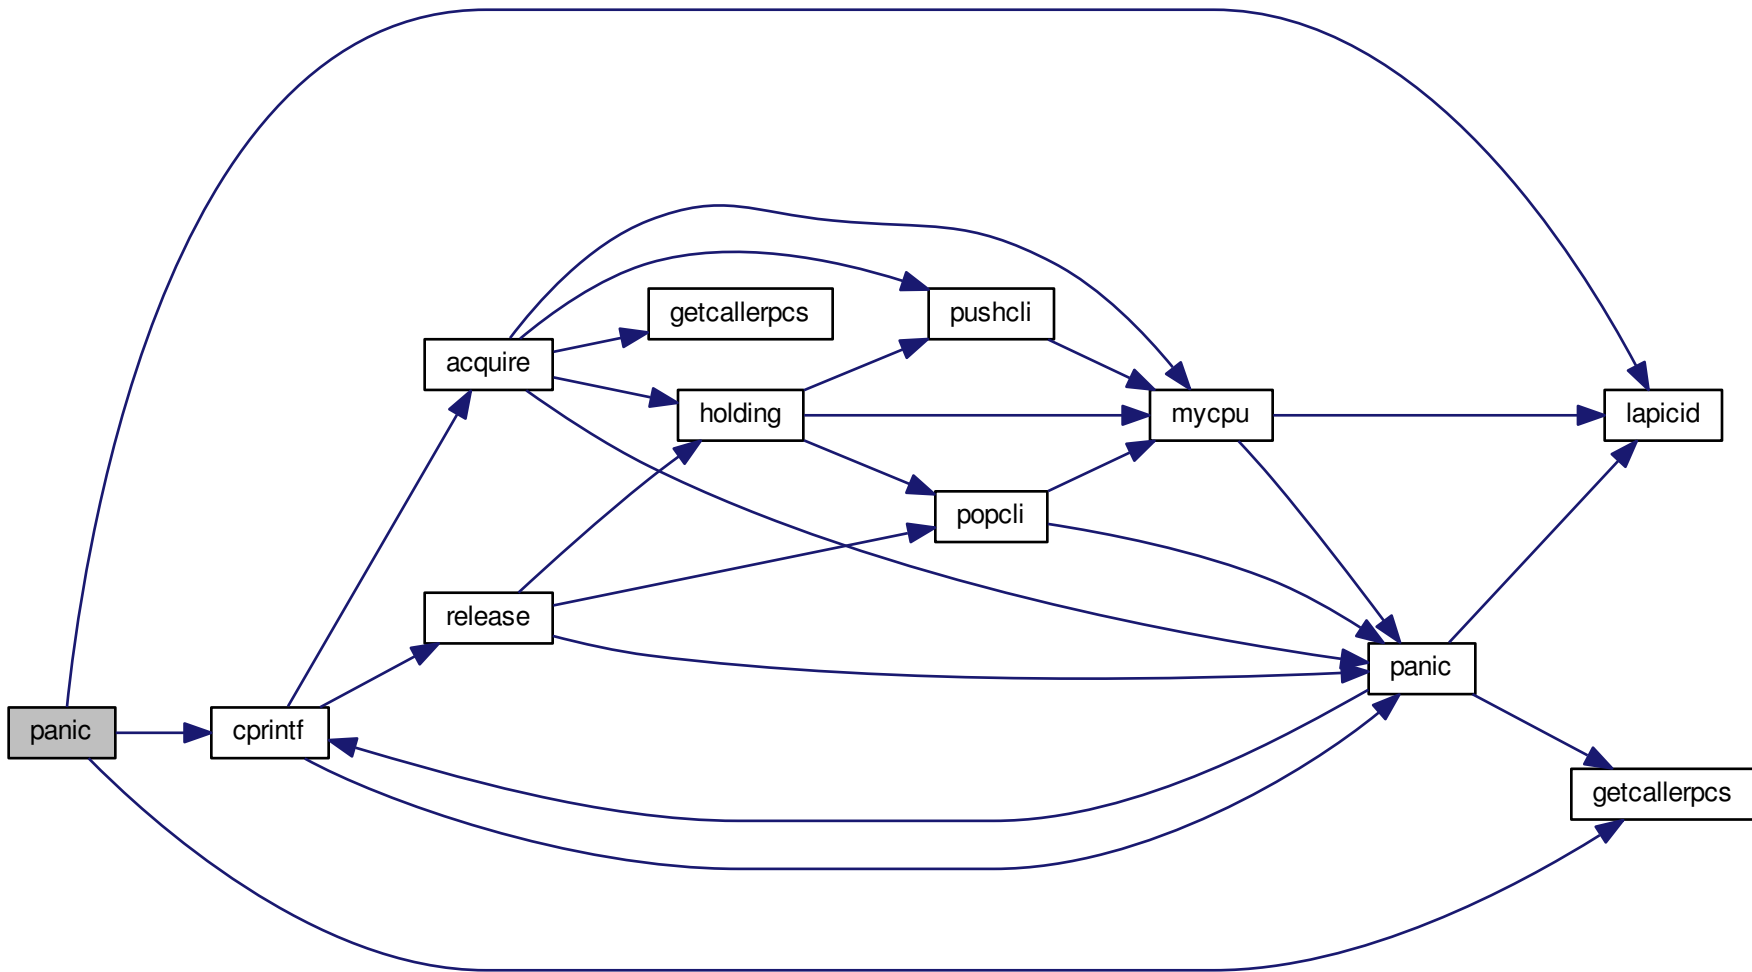 getcallerpcs
pushcli
acquire
holding
mycpu
lapicid
popcli
release
panic
panic
cprintf
getcallerpcs